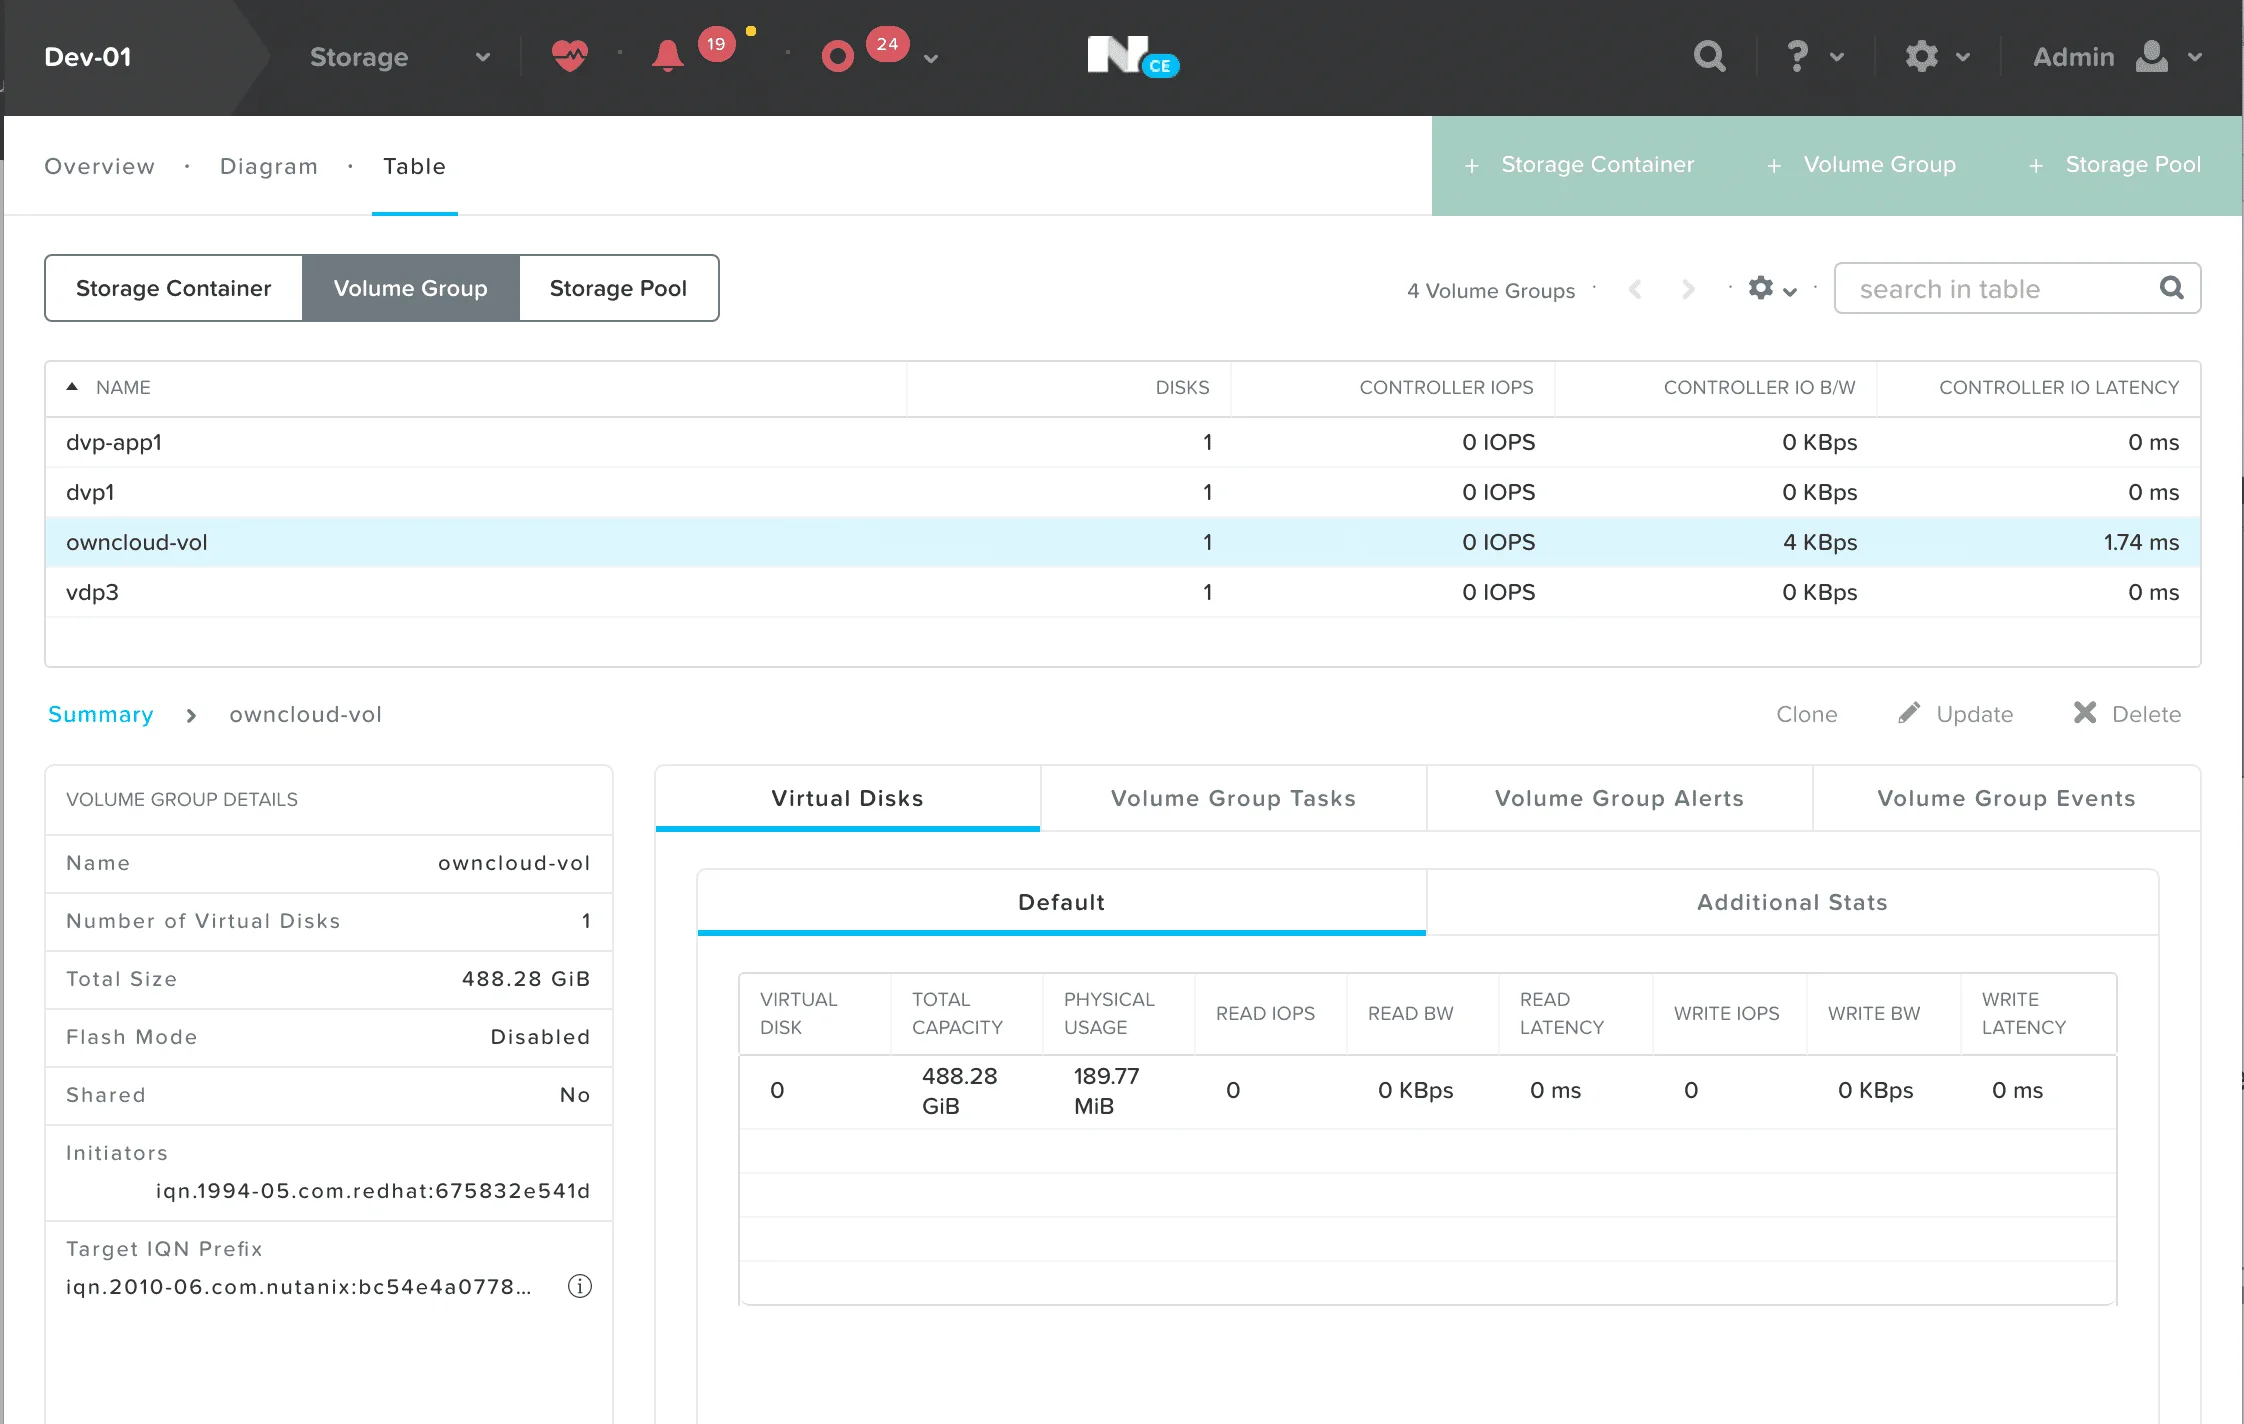 Dev-01 Storage 19 24 N CE ? Admin
Overview · Diagram · Table + Storage Container + Volume Group + Storage Pool
Storage Container Volume Group Storage Pool 4 Volume Groups search in table
NAME DISKS CONTROLLER IOPS CONTROLLER IO B/W CONTROLLER IO LATENCY
dvp-app1 1 0 IOPS 0 KBps 0 ms
dvp1 1 0 IOPS 0 KBps 0 ms
owncloud-vol 1 0 IOPS 4 KBps 1.74 ms
vdp3 1 0 IOPS 0 KBps 0 ms
Summary > owncloud-vol Clone Update Delete
VOLUME GROUP DETAILS
Name owncloud-vol
Number of Virtual Disks 1
Total Size 488.28 GiB
Flash Mode Disabled
Shared No
Initiators
iqn.1994-05.com.redhat:675832e541d
Target IQN Prefix
iqn.2010-06.com.nutanix:bc54e4a0778...
Virtual Disks Volume Group Tasks Volume Group Alerts Volume Group Events
Default Additional Stats
VIRTUAL DISK TOTAL CAPACITY PHYSICAL USAGE READ IOPS READ BW READ LATENCY WRITE IOPS WRITE BW WRITE LATENCY
0 488.28 GiB 189.77 MiB 0 0 KBps 0 ms 0 0 KBps 0 ms